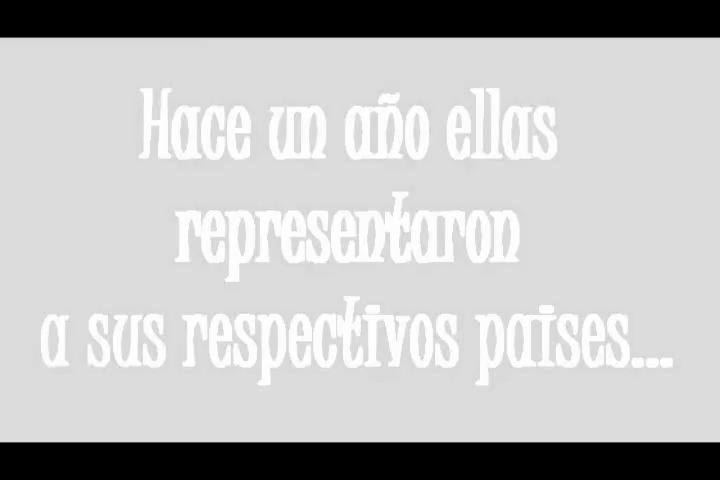 Hace un año ellas
representaron
a sus respectivos paises...